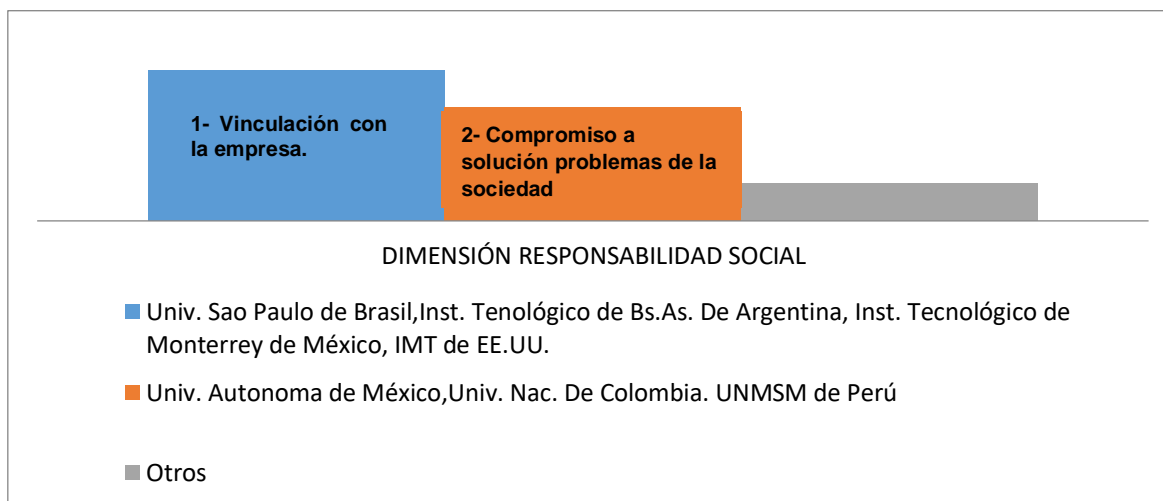 1- Vinculación con
la empresa.
2- Compromiso a
solución problemas de la
sociedad
DIMENSIÓN RESPONSABILIDAD SOCIAL
Univ. Sao Paulo de Brasil,Inst. Tenológico de Bs.As. De Argentina, Inst. Tecnológico de
Monterrey de México, IMT de EE.UU.
Univ. Autonoma de México,Univ. Nac. De Colombia. UNMSM de Perú
Otros